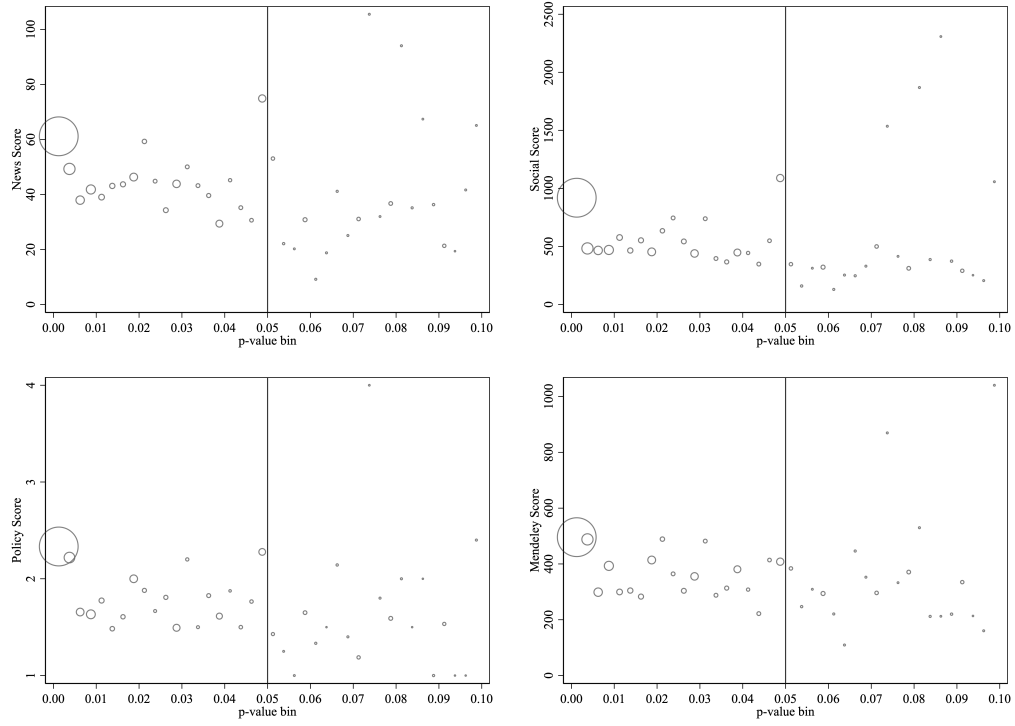 News Score
0 20 40 60 80 100
0.00 0.01 0.02 0.03 0.04 0.05 0.06 0.07 0.08 0.09 0.10
p-value bin
Social Score
0 500 1000 1500 2000 2500
0.00 0.01 0.02 0.03 0.04 0.05 0.06 0.07 0.08 0.09 0.10
p-value bin
Policy Score
1 2 3 4
0.00 0.01 0.02 0.03 0.04 0.05 0.06 0.07 0.08 0.09 0.10
p-value bin
Mendeley Score
0 200 400 600 800 1000
0.00 0.01 0.02 0.03 0.04 0.05 0.06 0.07 0.08 0.09 0.10
p-value bin